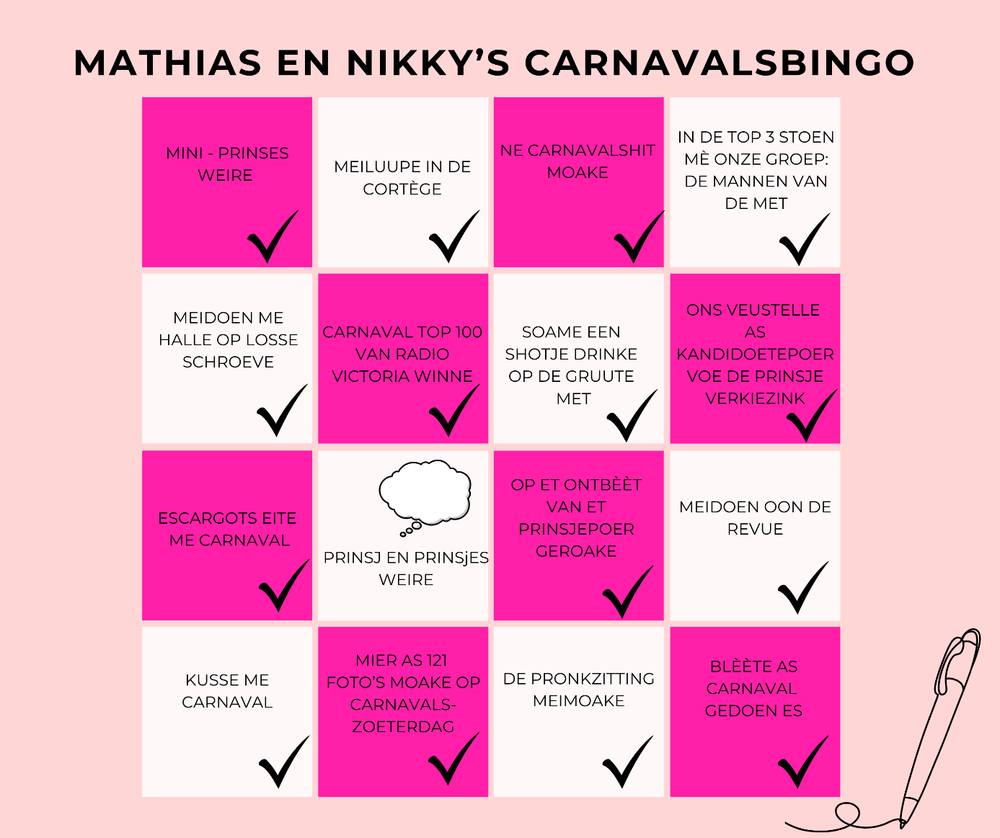 MATHIAS EN NIKKY'S CARNAVALSBINGO
MINI - PRINSES
WEIRE
MEILUUPE IN DE
CORTÈGE
NE CARNAVALSHIT
MOAKE
IN DE TOP 3 STOEN
MÈ ONZE GROEP:
DE MANNEN VAN
DE MET
MEIDOEN ME
HALLE OP LOSSE
SCHROEVE
CARNAVAL TOP 100
VAN RADIO
VICTORIA WINNE
SOAME EEN
SHOTJE DRINKE
OP DE GRUUTE
MET
ONS VEUSTELLE
AS
KANDIDOETEPOER
VOE DE PRINSJE
VERKIEZINK
ESCARGOTS EITE
ME CARNAVAL
PRINSJ EN PRINSjES
WEIRE
OP ET ONTBÈÈT
VAN ET
PRINSJEPOER
GEROAKE
MEIDOEN OON DE
REVUE
KUSSE ME
CARNAVAL
MIER AS 121
FOTO'S MOAKE OP
CARNAVALS-
ZOETERDAG
DE PRONKZITTING
MEIMOAKE
BLÈÈTE AS
CARNAVAL
GEDOEN ES